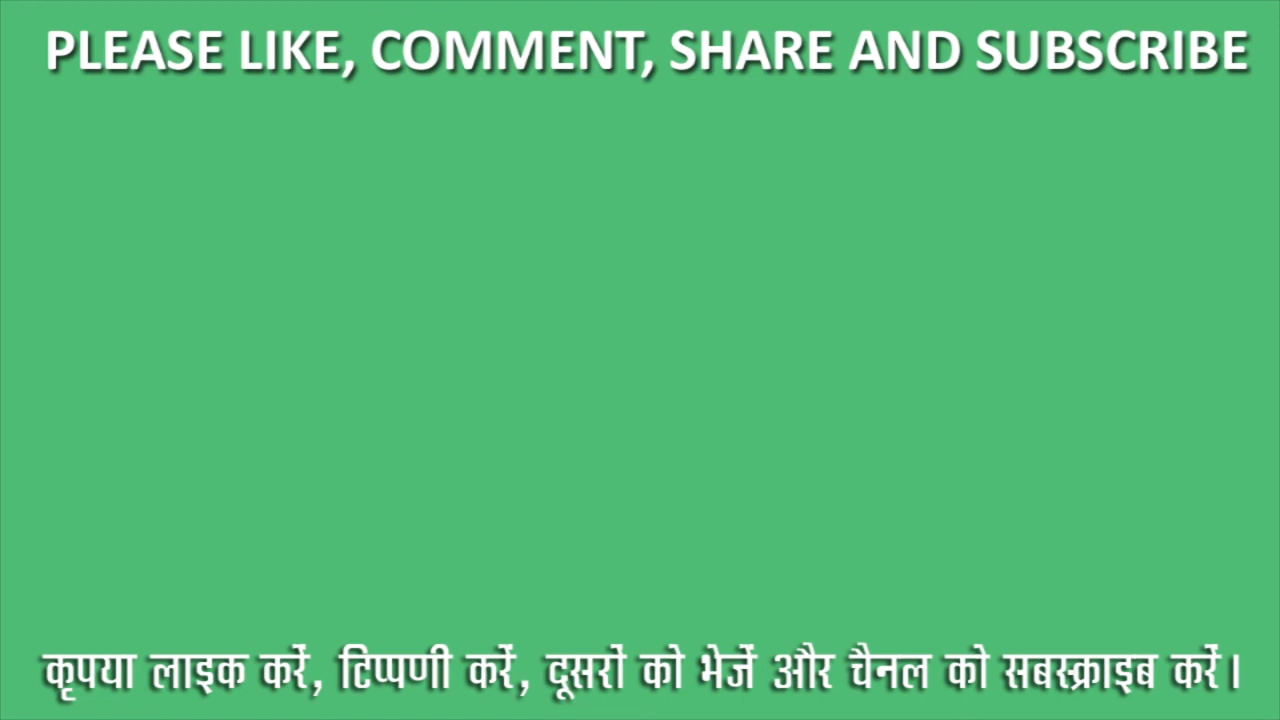 PLEASE LIKE, COMMENT, SHARE AND SUBSCRIBE
कृपया लाइक करें, टिप्पणी करें, दूसरों को भेजें और चैनल को सबस्क्राइब करें।